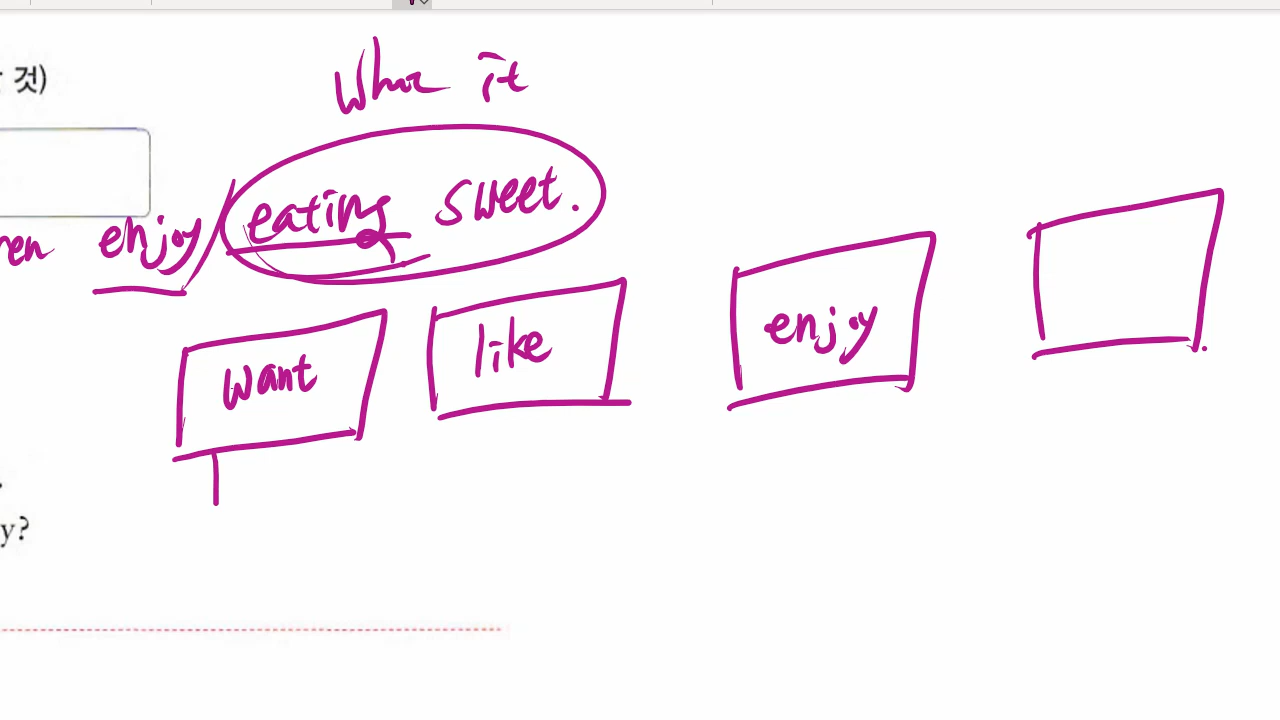 것)
What it
ren enjoy / eating sweet.
want like enjoy
y?